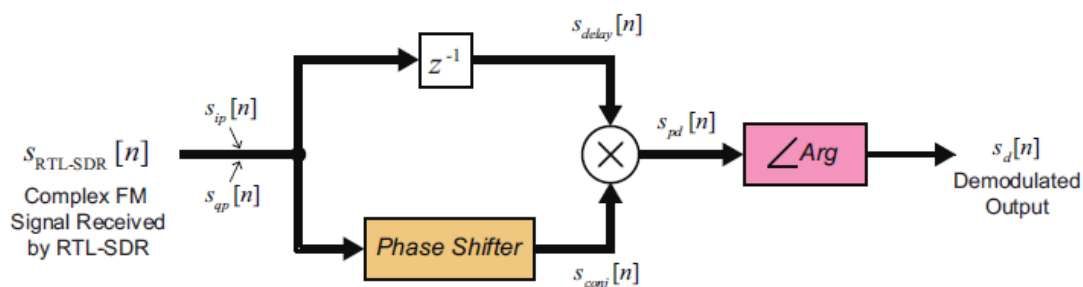 s_delay[n]
z⁻¹
s_ip[n]
s_RTL-SDR[n]
s_qp[n]
Complex FM
Signal Received
by RTL-SDR
s_pd[n]
∠Arg
s_d[n]
Demodulated
Output
Phase Shifter
s_conj[n]